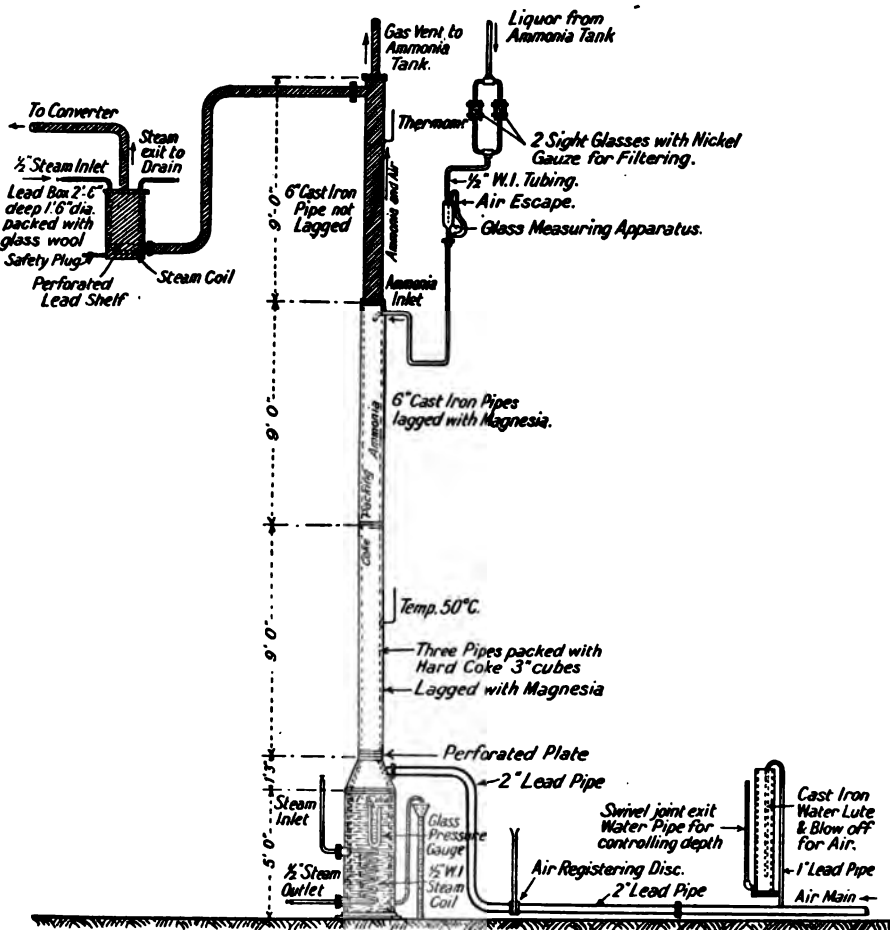 Gas Vent to
Ammonia
Tank.
Liquor from
Ammonia Tank
To Converter
Steam
exit to
Drain
½" Steam Inlet
Lead Box 2'·6"
deep 1'.6" dia.
packed with
glass wool
Safety Plug
Perforated
Lead Shelf
Steam Coil
9'·0"
6" Cast Iron
Pipe not
Lagged
Thermomr
Ammonia and Air
2 Sight Glasses with Nickel
Gauze for Filtering.
½" W.I. Tubing.
Air Escape.
Glass Measuring Apparatus.
Ammonia
Inlet
9' 0"
6" Cast Iron Pipes
lagged with Magnesia.
Coke Packing Ammonia
9' 0"
Temp. 50°C.
Three Pipes packed with
Hard Coke 3" cubes
Lagged with Magnesia
Perforated Plate
1'3"
2" Lead Pipe
5' 0"
Steam
Inlet
Glass
Pressure
Gauge
½" W.I
Steam
Coil
½" Steam
Outlet
Air Registering Disc.
2" Lead Pipe
Swivel joint exit
Water Pipe for
controlling depth
Cast Iron
Water Lute
& Blow off
for Air.
1" Lead Pipe
Air Main